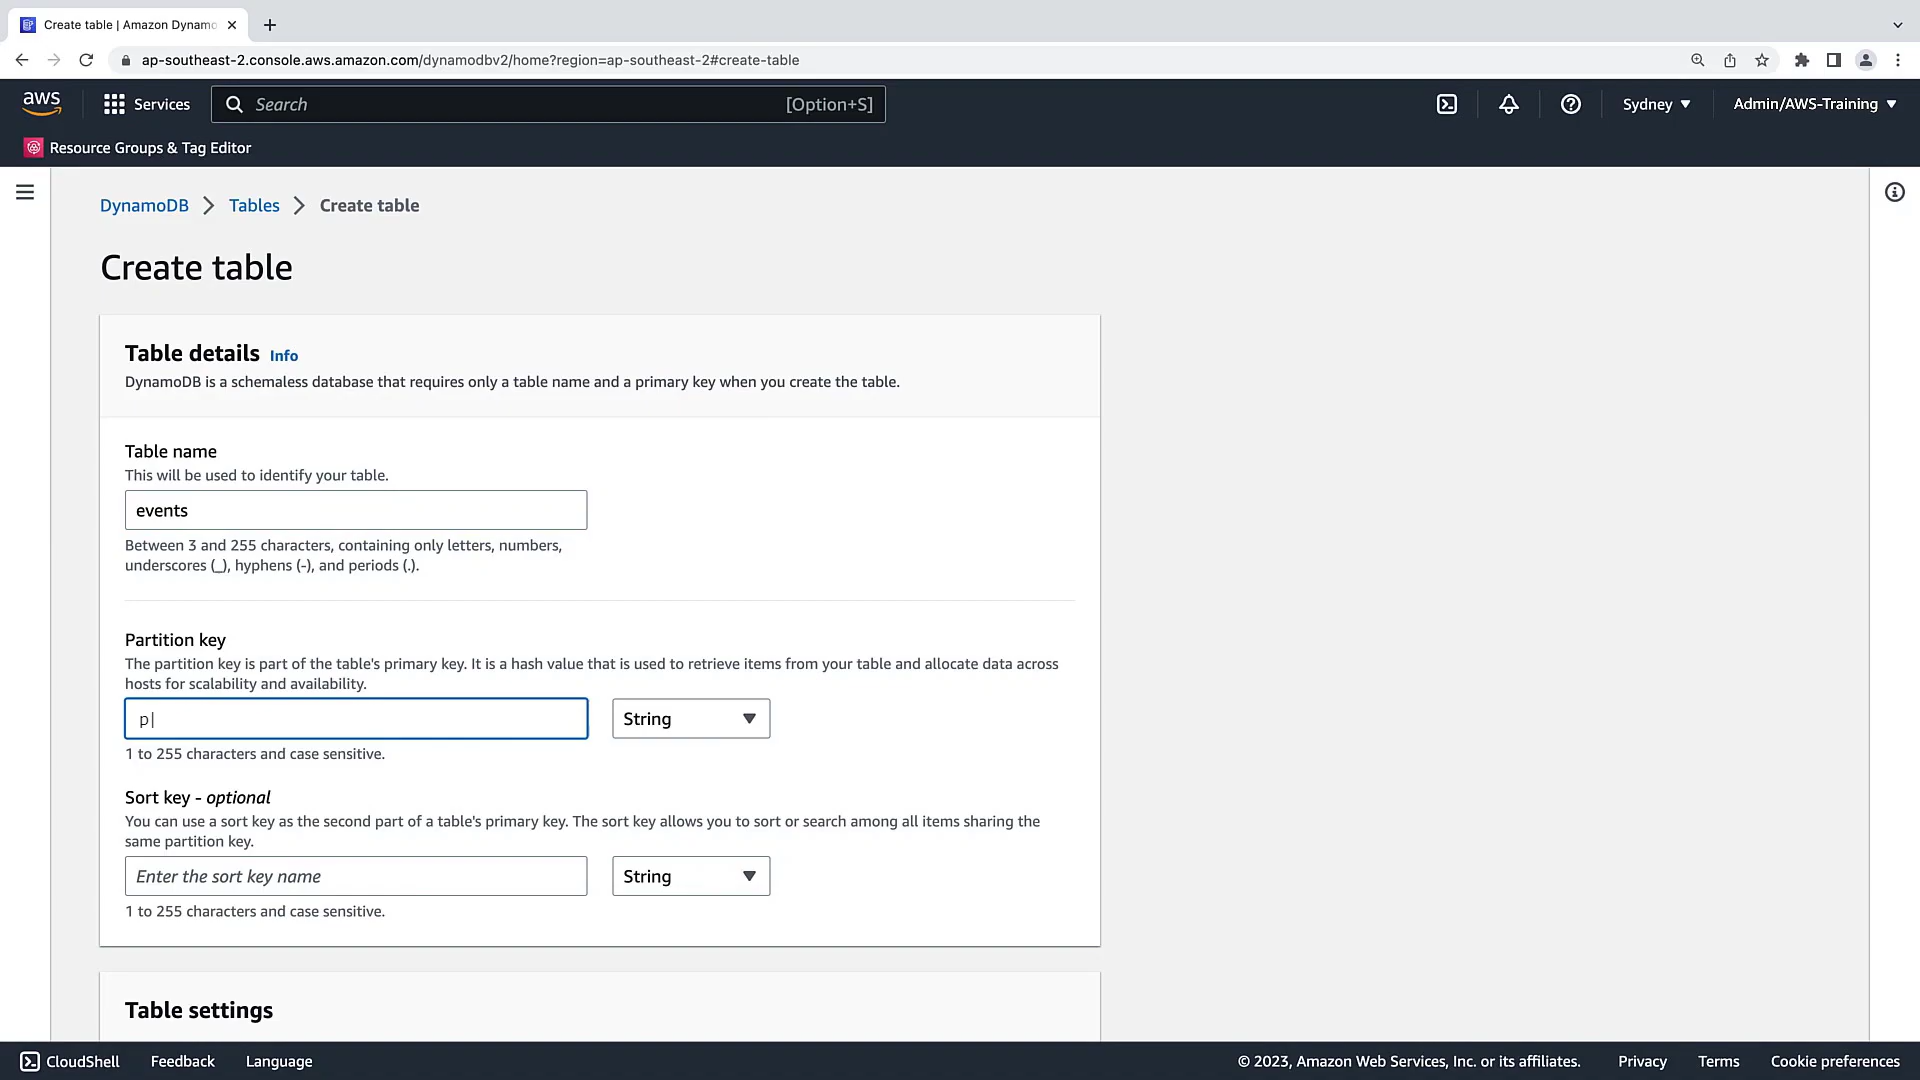 Create table | Amazon Dynamo
ap-southeast-2.console.aws.amazon.com/dynamodbv2/home?region=ap-southeast-2#create-table
aws
Services
Search
[Option+S]
Sydney
Admin/AWS-Training
Resource Groups & Tag Editor
DynamoDB
Tables
Create table
Create table
Table details Info
DynamoDB is a schemaless database that requires only a table name and a primary key when you create the table.
Table name
This will be used to identify your table.
events
Between 3 and 255 characters, containing only letters, numbers,
underscores (_), hyphens (-), and periods (.).
Partition key
The partition key is part of the table's primary key. It is a hash value that is used to retrieve items from your table and allocate data across
hosts for scalability and availability.
p
String
1 to 255 characters and case sensitive.
Sort key - optional
You can use a sort key as the second part of a table's primary key. The sort key allows you to sort or search among all items sharing the
same partition key.
Enter the sort key name
String
1 to 255 characters and case sensitive.
Table settings
CloudShell
Feedback
Language
© 2023, Amazon Web Services, Inc. or its affiliates.
Privacy
Terms
Cookie preferences